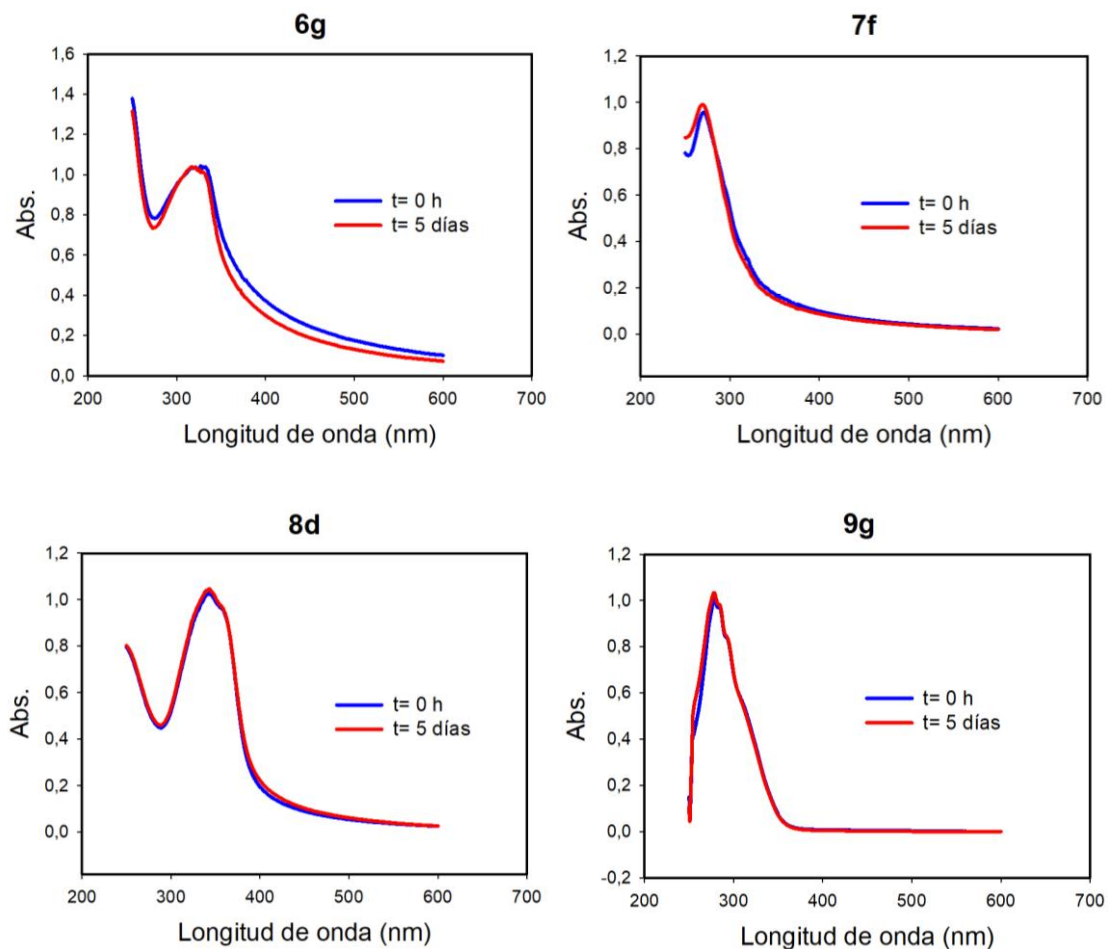 6g
1,6
1,4
1,2
1,0
0,8
0,6
0,4
0,2
0,0
Abs.
t= 0 h
t= 5 días
200 300 400 500 600 700
Longitud de onda (nm)
7f
1,2
1,0
0,8
0,6
0,4
0,2
0,0
Abs.
t= 0 h
t= 5 días
200 300 400 500 600 700
Longitud de onda (nm)
8d
1,2
1,0
0,8
0,6
0,4
0,2
0,0
Abs.
t= 0 h
t= 5 días
200 300 400 500 600 700
Longitud de onda (nm)
9g
1,2
1,0
0,8
0,6
0,4
0,2
0,0
-0,2
Abs.
t= 0 h
t= 5 días
200 300 400 500 600 700
Longitud de onda (nm)